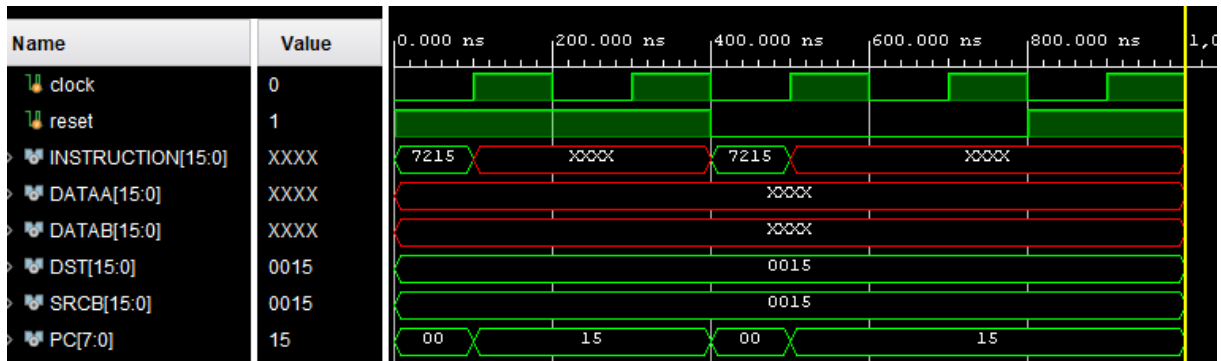 Name Value 0.000 ns 200.000 ns 400.000 ns 600.000 ns 800.000 ns 1,0
clock 0
reset 1
INSTRUCTION[15:0] XXXX 7215 XXXX 7215 XXXX
DATAA[15:0] XXXX XXXX
DATAB[15:0] XXXX XXXX
DST[15:0] 0015 0015
SRCB[15:0] 0015 0015
PC[7:0] 15 00 15 00 15